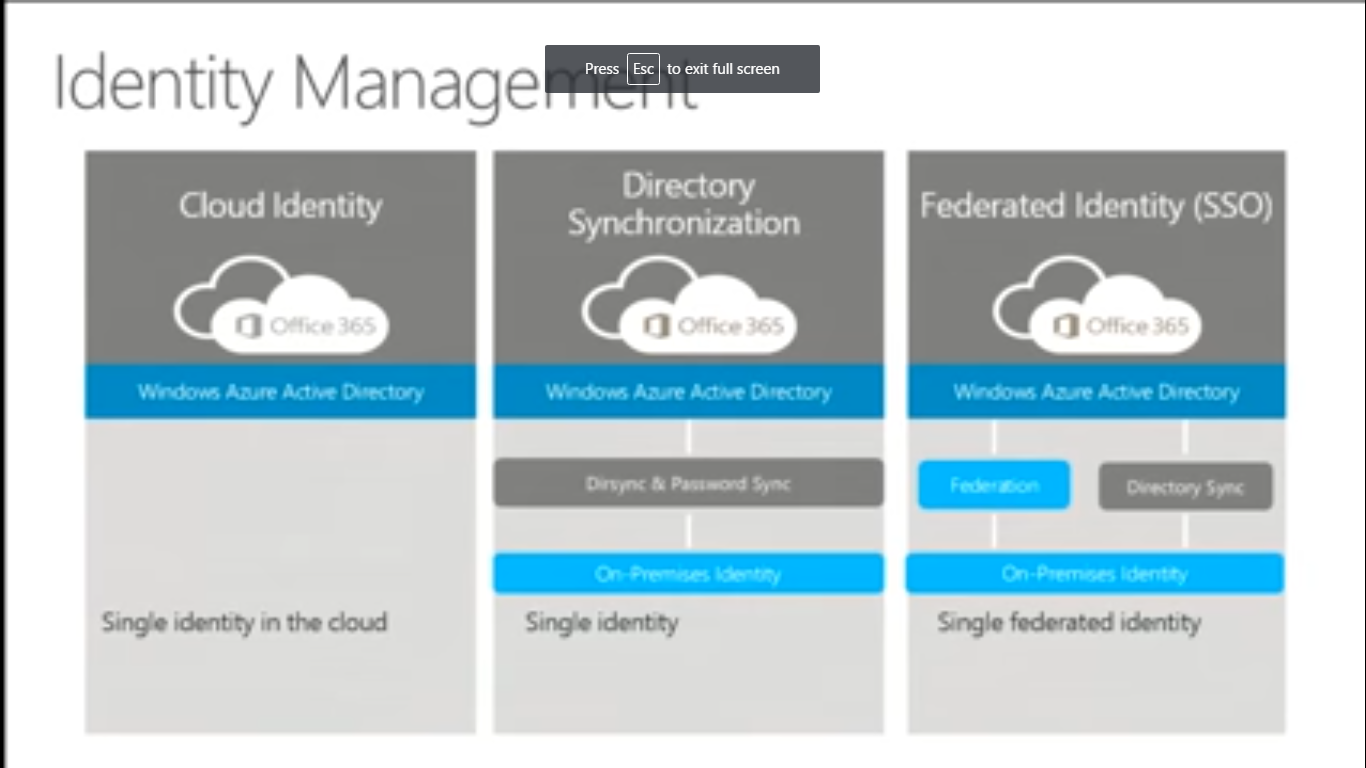 Identity Management
Press Esc to exit full screen
Cloud Identity
Office 365
Windows Azure Active Directory
Single identity in the cloud
Directory
Synchronization
Office 365
Windows Azure Active Directory
Dirsync & Password Sync
On-Premises Identity
Single identity
Federated Identity (SSO)
Office 365
Windows Azure Active Directory
Federation
Directory Sync
On-Premises Identity
Single federated identity